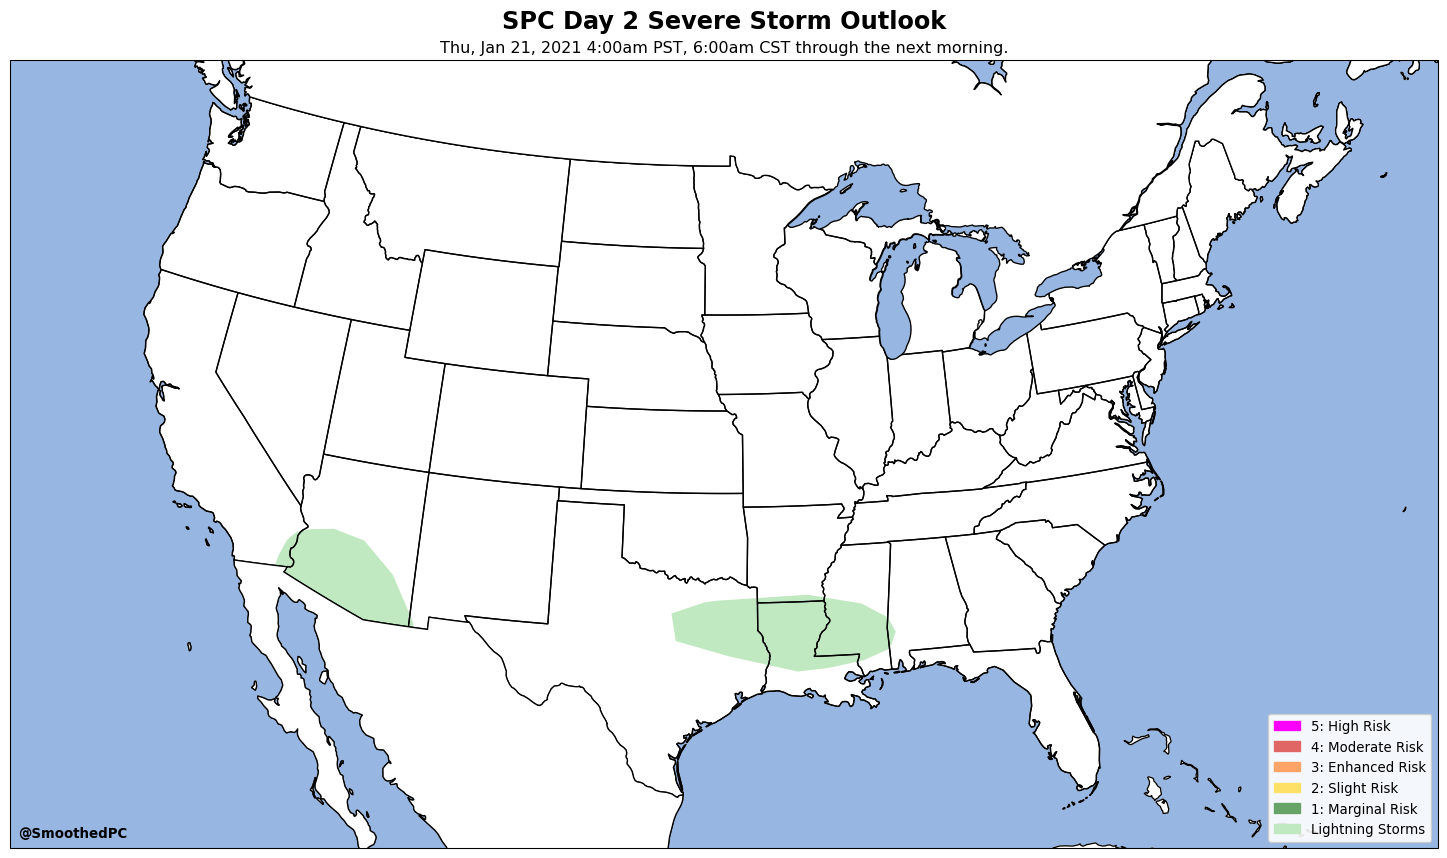 SPC Day 2 Severe Storm Outlook
Thu, Jan 21, 2021 4:00am PST, 6:00am CST through the next morning.
5: High Risk
4: Moderate Risk
3: Enhanced Risk
2: Slight Risk
1: Marginal Risk
Lightning Storms
@SmoothedPC